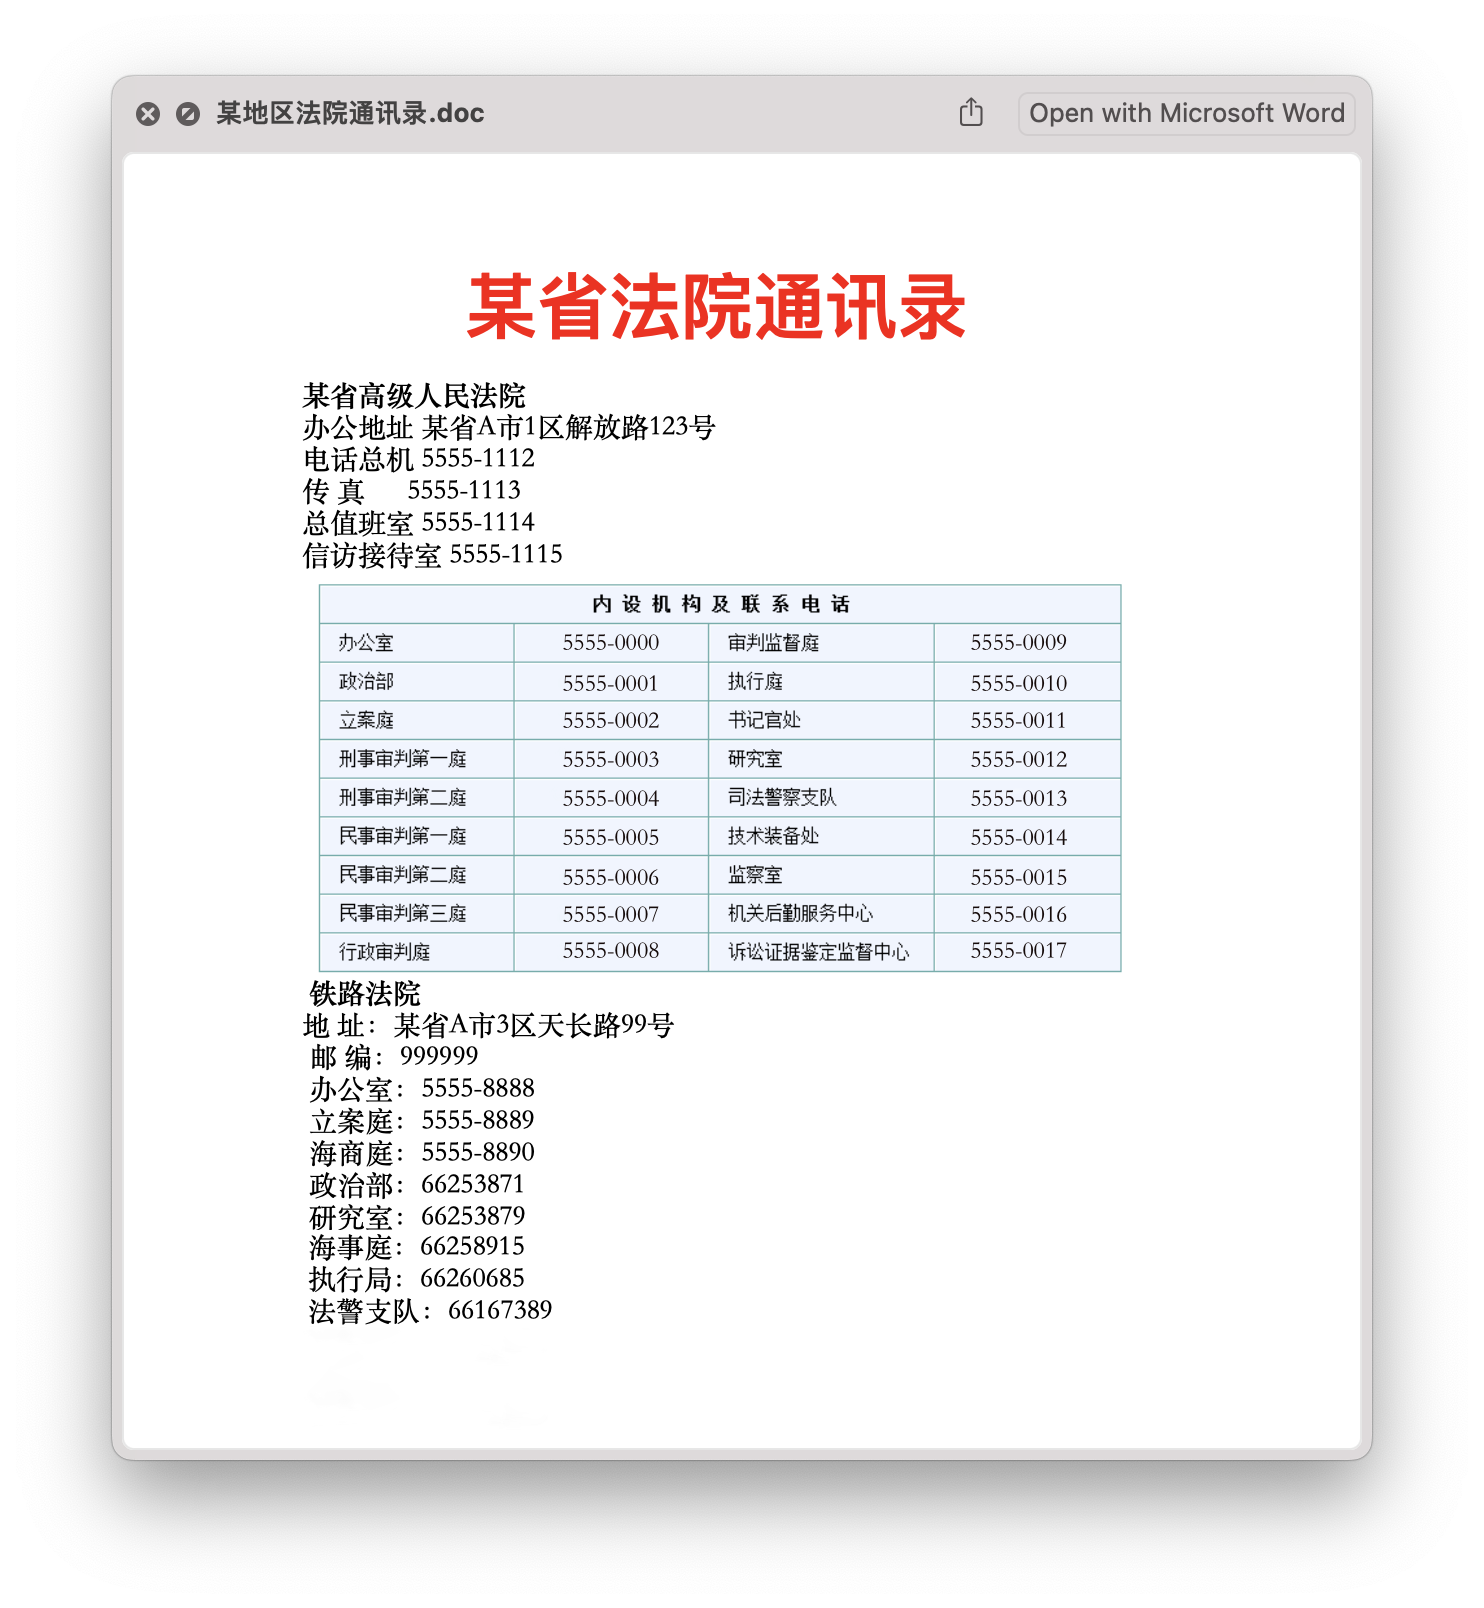 某地区法院通讯录.doc
Open with Microsoft Word
某省法院通讯录
某省高级人民法院
办公地址 某省A市1区解放路123号
电话总机 5555-1112
传 真 5555-1113
总值班室 5555-1114
信访接待室 5555-1115
内 设 机 构 及 联 系 电 话
办公室 5555-0000 审判监督庭 5555-0009
政治部 5555-0001 执行庭 5555-0010
立案庭 5555-0002 书记官处 5555-0011
刑事审判第一庭 5555-0003 研究室 5555-0012
刑事审判第二庭 5555-0004 司法警察支队 5555-0013
民事审判第一庭 5555-0005 技术装备处 5555-0014
民事审判第二庭 5555-0006 监察室 5555-0015
民事审判第三庭 5555-0007 机关后勤服务中心 5555-0016
行政审判庭 5555-0008 诉讼证据鉴定监督中心 5555-0017
铁路法院
地 址：某省A市3区天长路99号
邮 编：999999
办公室：5555-8888
立案庭：5555-8889
海商庭：5555-8890
政治部：66253871
研究室：66253879
海事庭：66258915
执行局：66260685
法警支队：66167389